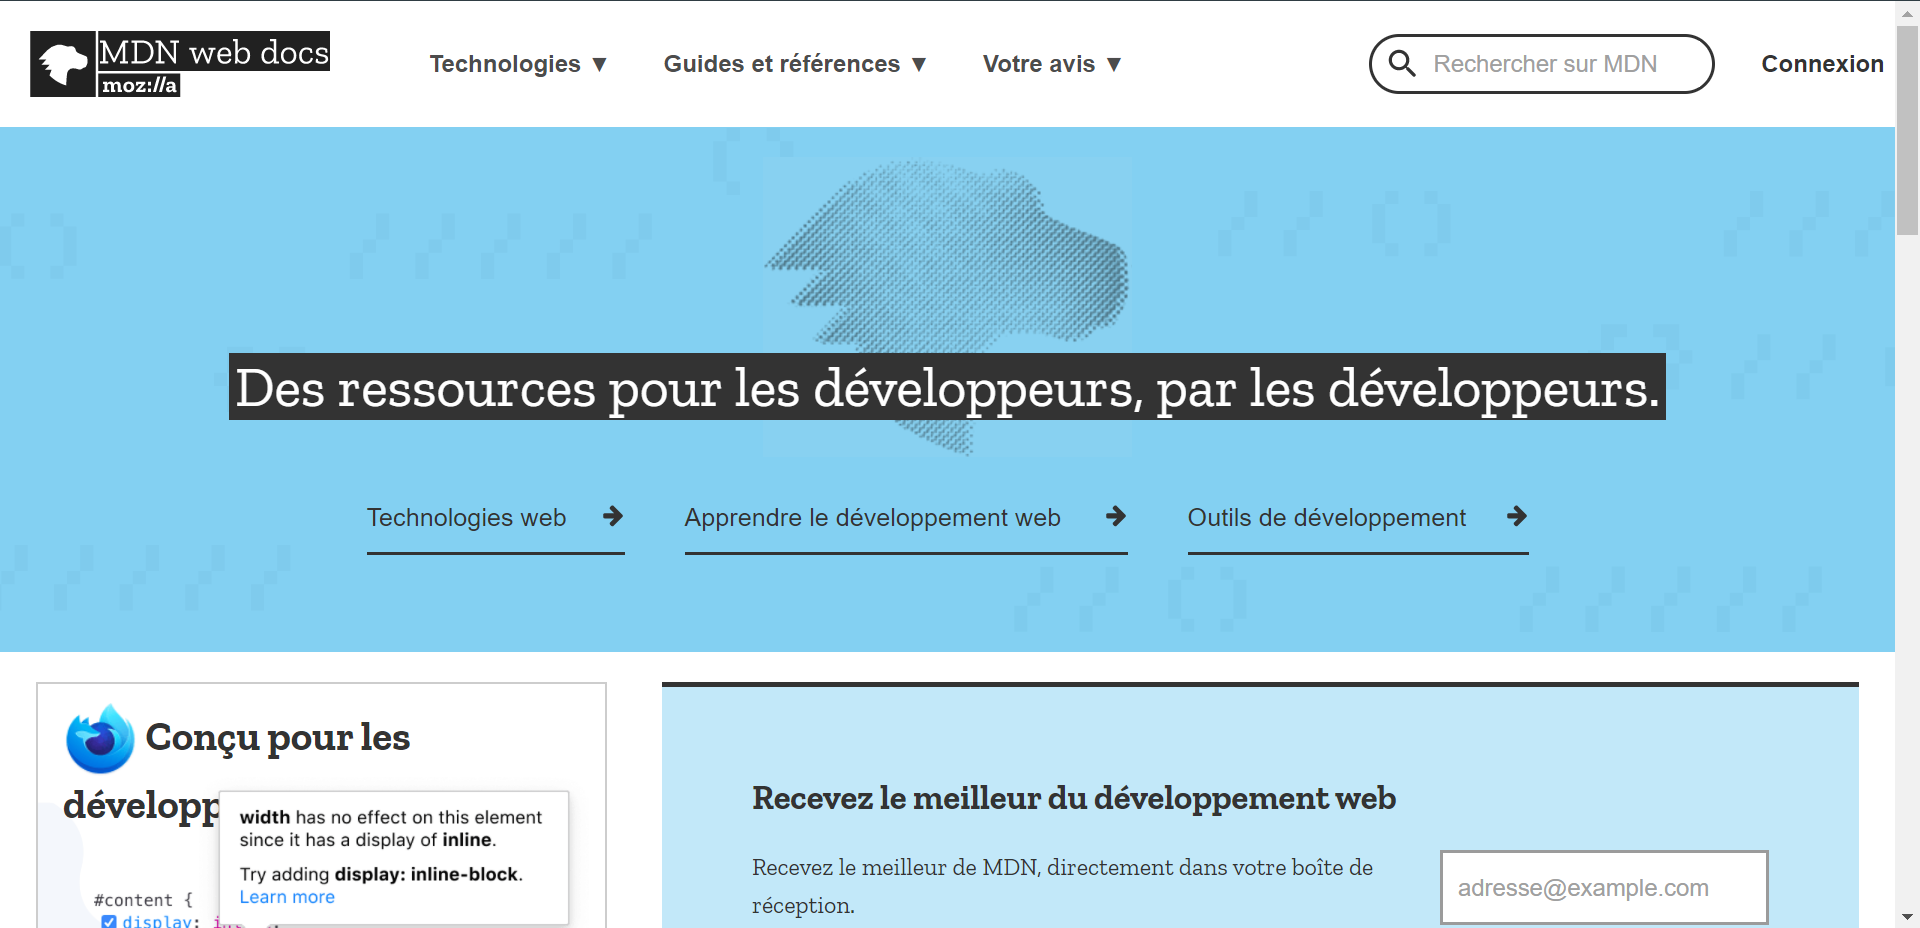 MDN web docs
moz://a
Technologies ▼
Guides et références ▼
Votre avis ▼
Rechercher sur MDN
Connexion
Des ressources pour les développeurs, par les développeurs.
Technologies web
Apprendre le développement web
Outils de développement
Conçu pour les
développ
width has no effect on this element
since it has a display of inline.
Try adding display: inline-block.
Learn more
#content {
display:
Recevez le meilleur du développement web
Recevez le meilleur de MDN, directement dans votre boîte de
réception.
adresse@example.com